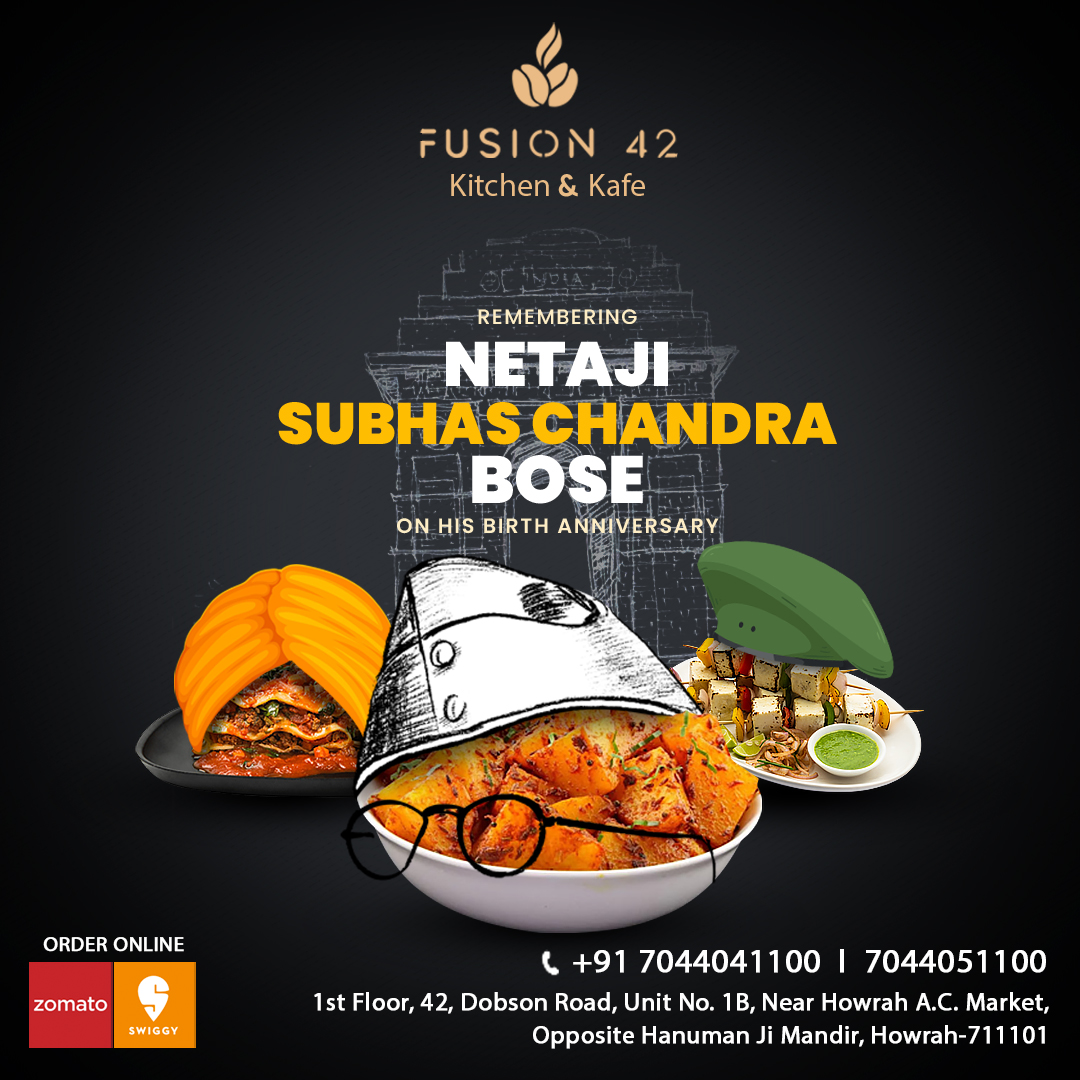 FUSION 42
Kitchen & Kafe
INDIA
REMEMBERING
NETAJI
SUBHAS CHANDRA
BOSE
ON HIS BIRTH ANNIVERSARY
ORDER ONLINE
zomato
SWIGGY
+91 7044041100 | 7044051100
1st Floor, 42, Dobson Road, Unit No. 1B, Near Howrah A.C. Market,
Opposite Hanuman Ji Mandir, Howrah-711101